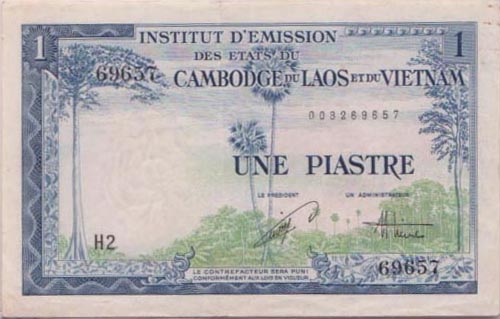 1 INSTITUT D'EMISSION 1
DES ETATS DU
69657 CAMBODGE, DU LAOS ET DU VIETNAM
003269657
UNE PIASTRE
LE PRESIDENT UN ADMINISTRATEUR
H2
69657
LE CONTREFACTEUR SERA PUNI
CONFORMÉMENT AUX LOIS EN VIGUEUR